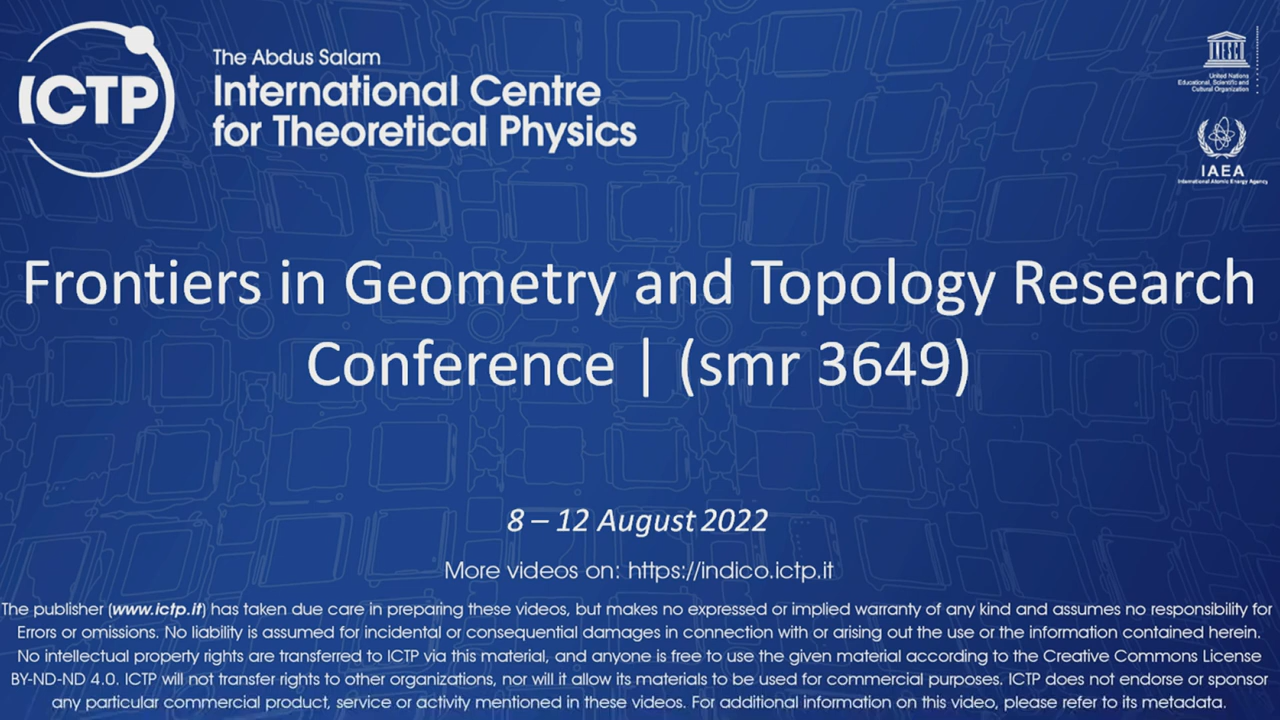 ICTP
The Abdus Salam
International Centre
for Theoretical Physics
United Nations
Educational, Scientific and
Cultural Organization
IAEA
International Atomic Energy Agency
Frontiers in Geometry and Topology Research
Conference | (smr 3649)
8 – 12 August 2022
More videos on: https://indico.ictp.it
The publisher (www.ictp.it) has taken due care in preparing these videos, but makes no expressed or implied warranty of any kind and assumes no responsibility for
Errors or omissions. No liability is assumed for incidental or consequential damages in connection with or arising out the use or the information contained herein.
No intellectual property rights are transferred to ICTP via this material, and anyone is free to use the given material according to the Creative Commons License
BY-ND-ND 4.0. ICTP will not transfer rights to other organizations, nor will it allow its materials to be used for commercial purposes. ICTP does not endorse or sponsor
any particular commercial product, service or activity mentioned in these videos. For additional information on this video, please refer to its metadata.